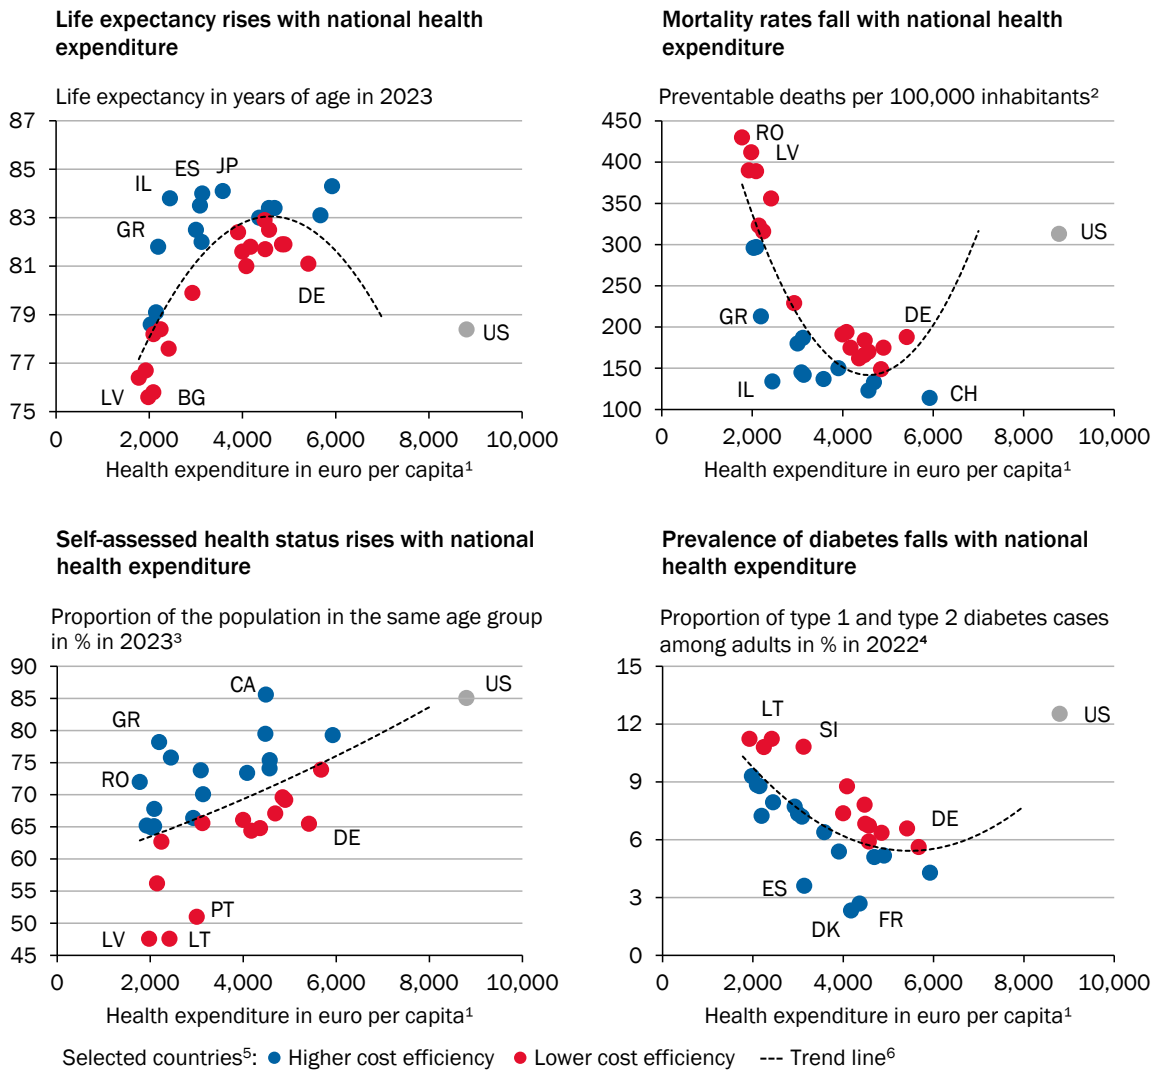 Life expectancy rises with national health
expenditure
Life expectancy in years of age in 2023
87
85
83
81
79
77
75
ES
JP
IL
GR
DE
US
LV
BG
0
2,000
4,000
6,000
8,000
10,000
Health expenditure in euro per capita¹
Mortality rates fall with national health
expenditure
Preventable deaths per 100,000 inhabitants²
450
400
350
300
250
200
150
100
RO
LV
US
GR
DE
IL
CH
0
2,000
4,000
6,000
8,000
10,000
Health expenditure in euro per capita¹
Self-assessed health status rises with national
health expenditure
Proportion of the population in the same age group
in % in 2023³
90
85
80
75
70
65
60
55
50
45
CA
US
GR
RO
DE
PT
LV
LT
0
2,000
4,000
6,000
8,000
10,000
Health expenditure in euro per capita¹
Prevalence of diabetes falls with national
health expenditure
Proportion of type 1 and type 2 diabetes cases
among adults in % in 2022⁴
15
12
9
6
3
0
LT
SI
US
DE
ES
DK
FR
0
2,000
4,000
6,000
8,000
10,000
Health expenditure in euro per capita¹
Selected countries⁵: Higher cost efficiency Lower cost efficiency --- Trend line⁶